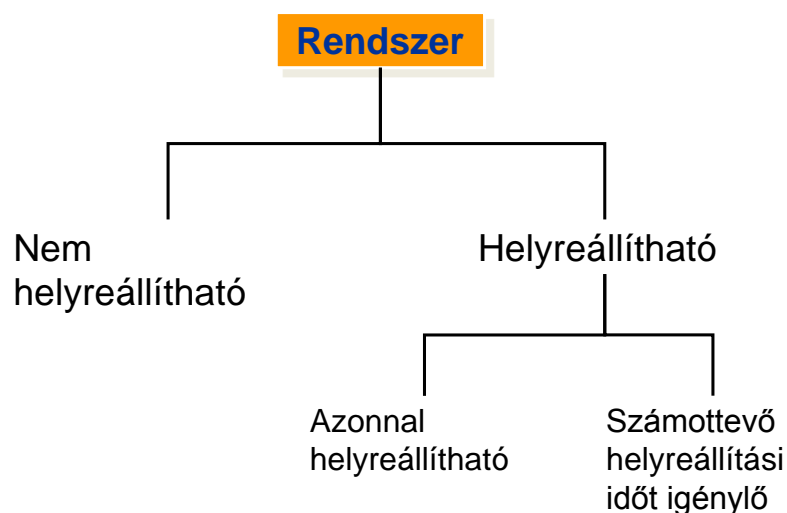 Rendszer
Nem
helyreállítható
Helyreállítható
Azonnal
helyreállítható
Számottevő
helyreállítási
időt igénylő